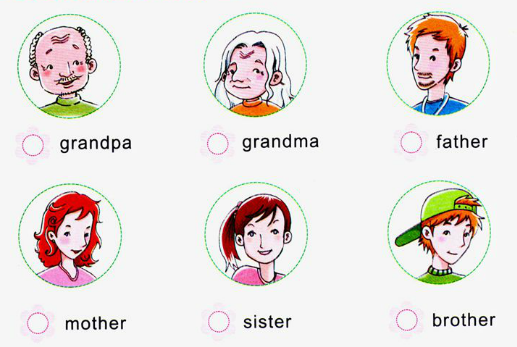 grandpa grandma father
mother sister brother